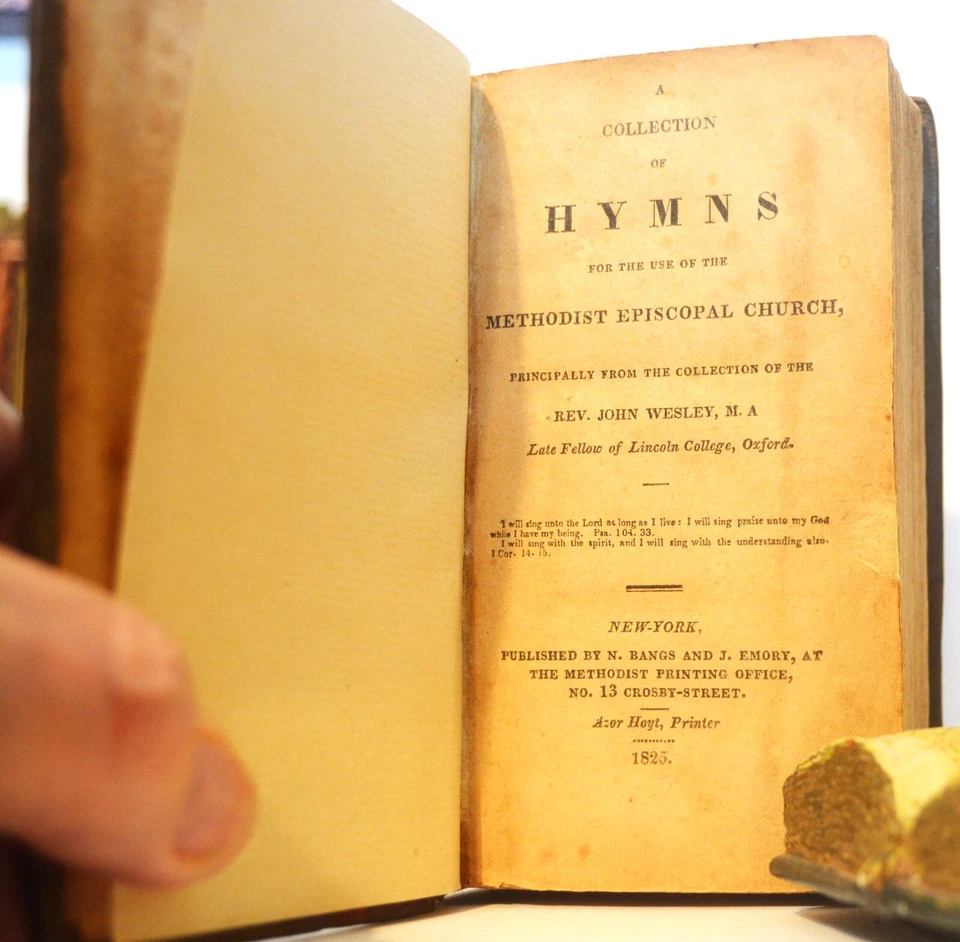 A
COLLECTION
OF
HYMNS
FOR THE USE OF THE
METHODIST EPISCOPAL CHURCH,
PRINCIPALLY FROM THE COLLECTION OF THE
REV. JOHN WESLEY, M. A
Late Fellow of Lincoln College, Oxford.
I will sing unto the Lord as long as I live: I will sing praise unto my God
while I have my being. Psa. 104. 33.
I will sing with the spirit, and I will sing with the understanding also.
1 Cor. 14. 15.
NEW-YORK,
PUBLISHED BY N. BANGS AND J. EMORY, AT
THE METHODIST PRINTING OFFICE,
NO. 13 CROSBY-STREET.
Azor Hoyt, Printer
1825.